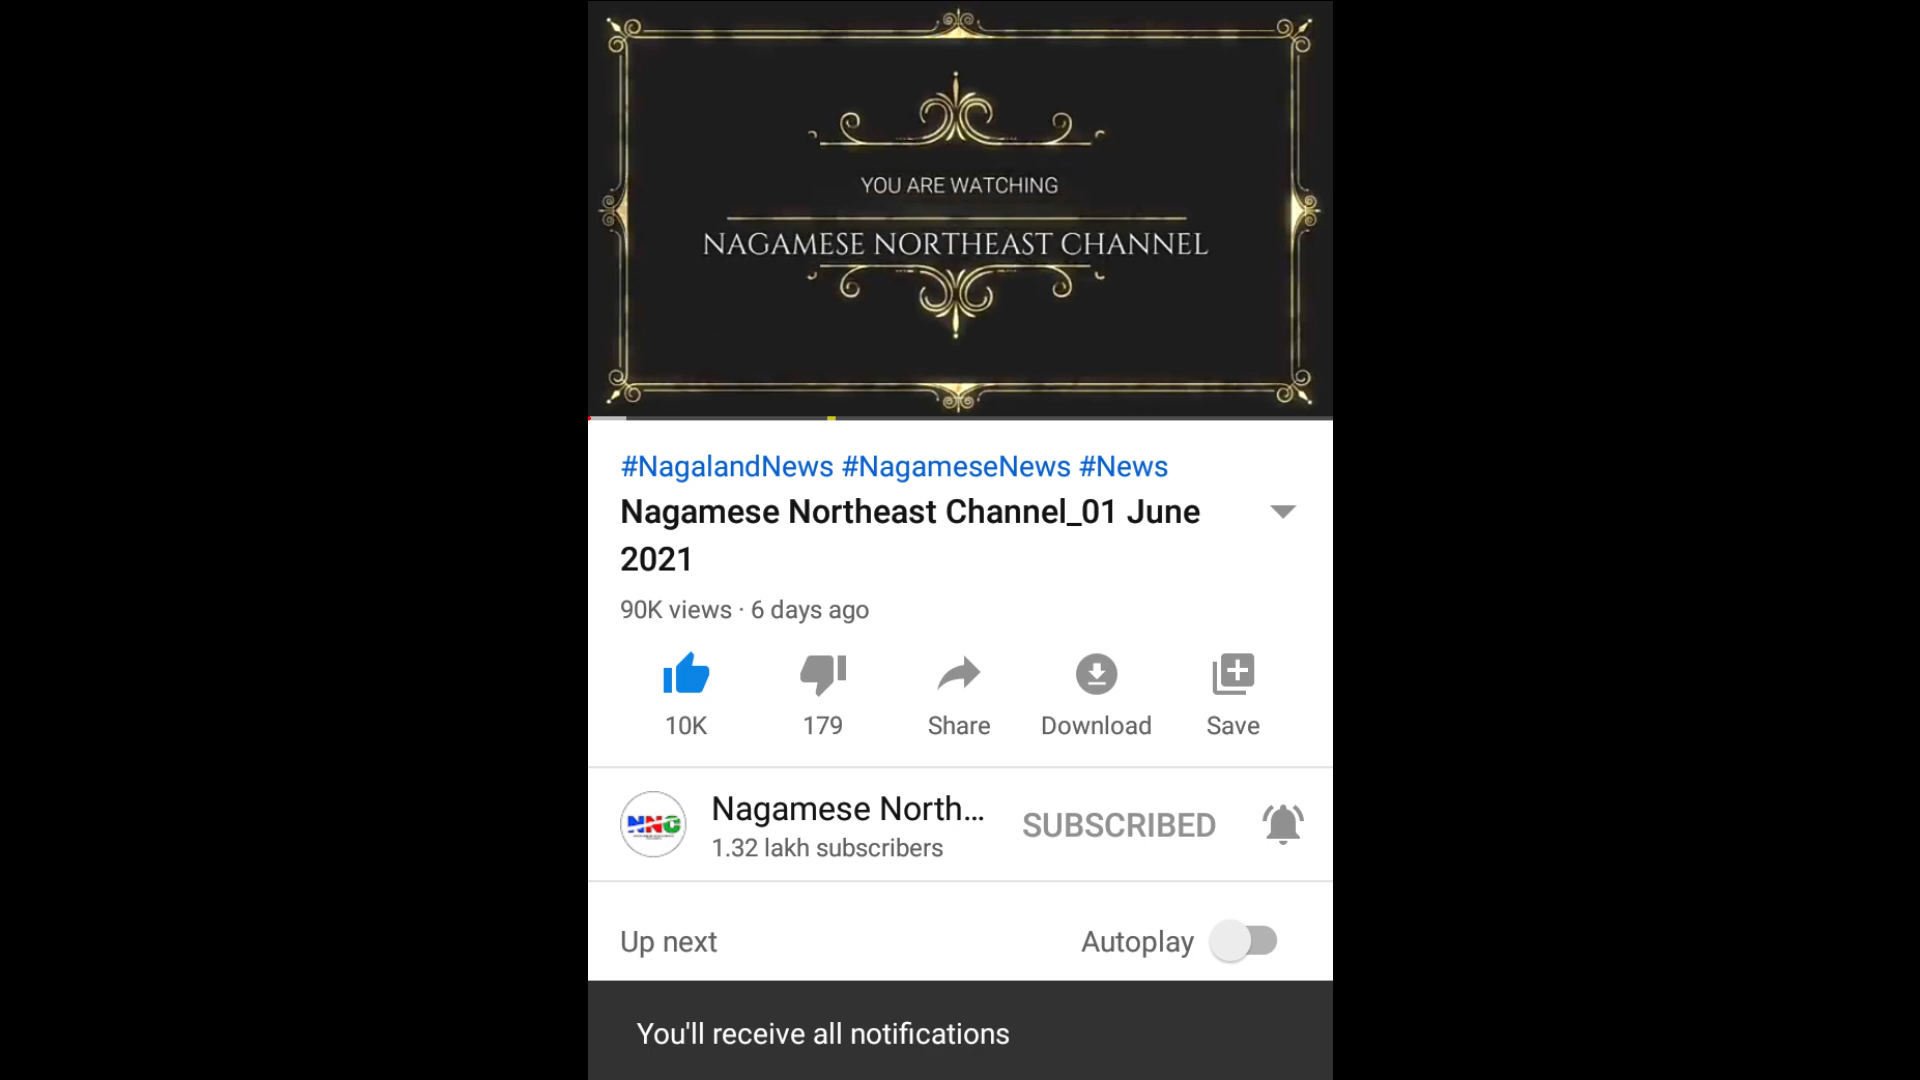 YOU ARE WATCHING
NAGAMESE NORTHEAST CHANNEL
#NagalandNews #NagameseNews #News
Nagamese Northeast Channel_01 June
2021
90K views · 6 days ago
10K 179 Share Download Save
NNC
Nagamese North...
1.32 lakh subscribers
SUBSCRIBED
Up next Autoplay
You'll receive all notifications